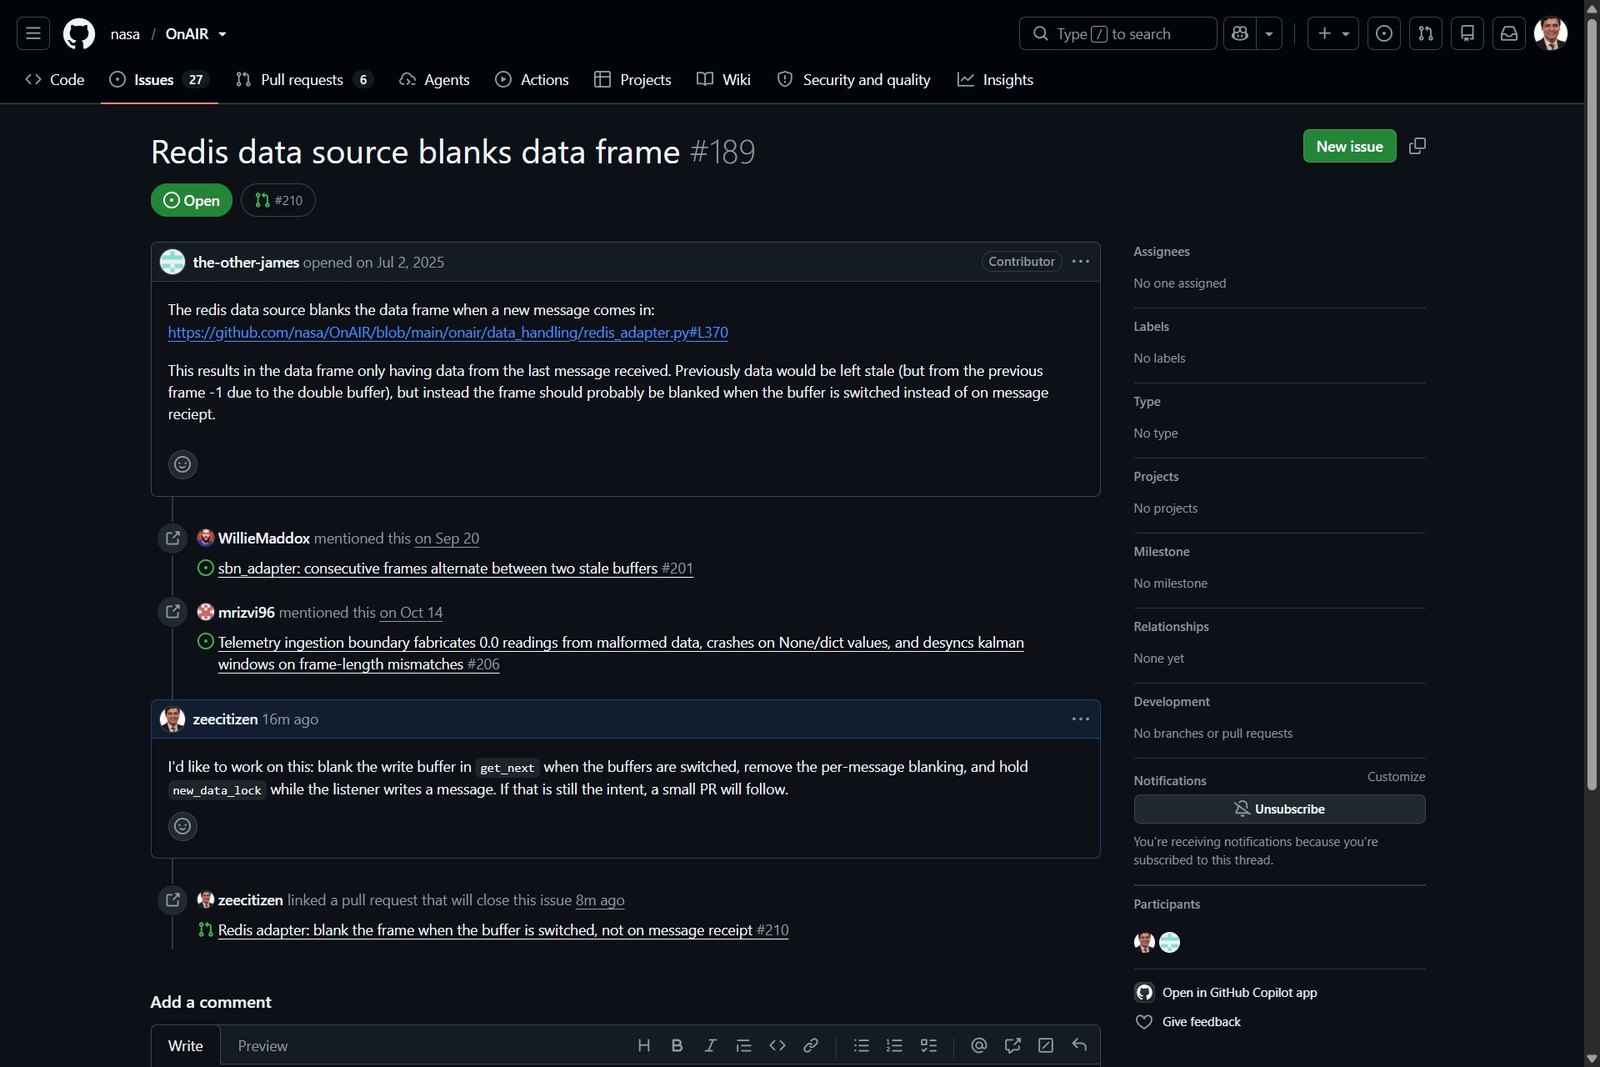 nasa / OnAIR
Type / to search
Code
Issues 27
Pull requests 6
Agents
Actions
Projects
Wiki
Security and quality
Insights
Redis data source blanks data frame #189
New issue
Open
#210
the-other-james opened on Jul 2, 2025
Contributor
The redis data source blanks the data frame when a new message comes in:
https://github.com/nasa/OnAIR/blob/main/onair/data_handling/redis_adapter.py#L370
This results in the data frame only having data from the last message received. Previously data would be left stale (but from the previous
frame -1 due to the double buffer), but instead the frame should probably be blanked when the buffer is switched instead of on message
reciept.
WillieMaddox mentioned this on Sep 20
sbn_adapter: consecutive frames alternate between two stale buffers #201
mrizvi96 mentioned this on Oct 14
Telemetry ingestion boundary fabricates 0.0 readings from malformed data, crashes on None/dict values, and desyncs kalman
windows on frame-length mismatches #206
zeecitizen 16m ago
I'd like to work on this: blank the write buffer in get_next when the buffers are switched, remove the per-message blanking, and hold
new_data_lock while the listener writes a message. If that is still the intent, a small PR will follow.
zeecitizen linked a pull request that will close this issue 8m ago
Redis adapter: blank the frame when the buffer is switched, not on message receipt #210
Add a comment
Write
Preview
Assignees
No one assigned
Labels
No labels
Type
No type
Projects
No projects
Milestone
No milestone
Relationships
None yet
Development
No branches or pull requests
Notifications
Customize
Unsubscribe
You're receiving notifications because you're
subscribed to this thread.
Participants
Open in GitHub Copilot app
Give feedback